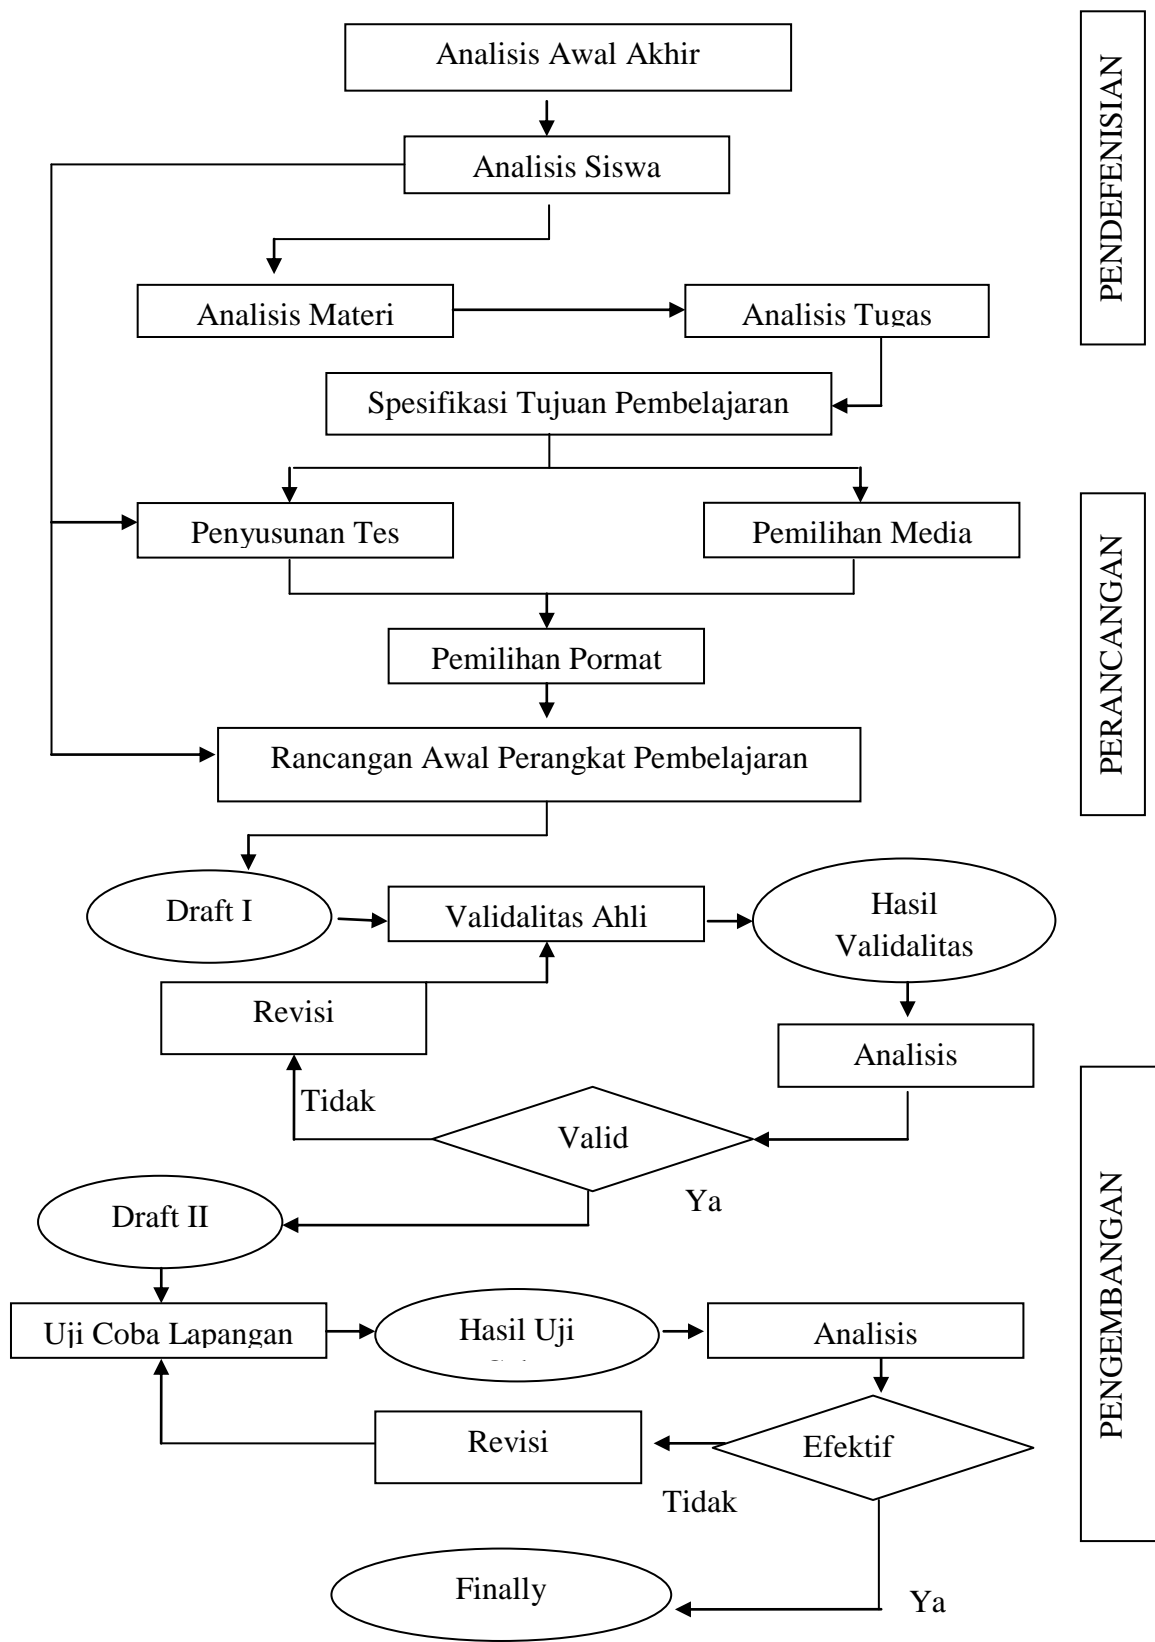 Analisis Awal Akhir
PENDEFENISIAN
Analisis Siswa
Analisis Materi
Analisis Tugas
Spesifikasi Tujuan Pembelajaran
Penyusunan Tes
Pemilihan Media
PERANCANGAN
Pemilihan Pormat
Rancangan Awal Perangkat Pembelajaran
Draft I
Validalitas Ahli
Hasil
Validalitas
Revisi
Analisis
Tidak
Valid
Ya
PENGEMBANGAN
Draft II
Uji Coba Lapangan
Hasil Uji
Analisis
Revisi
Efektif
Tidak
Finally
Ya